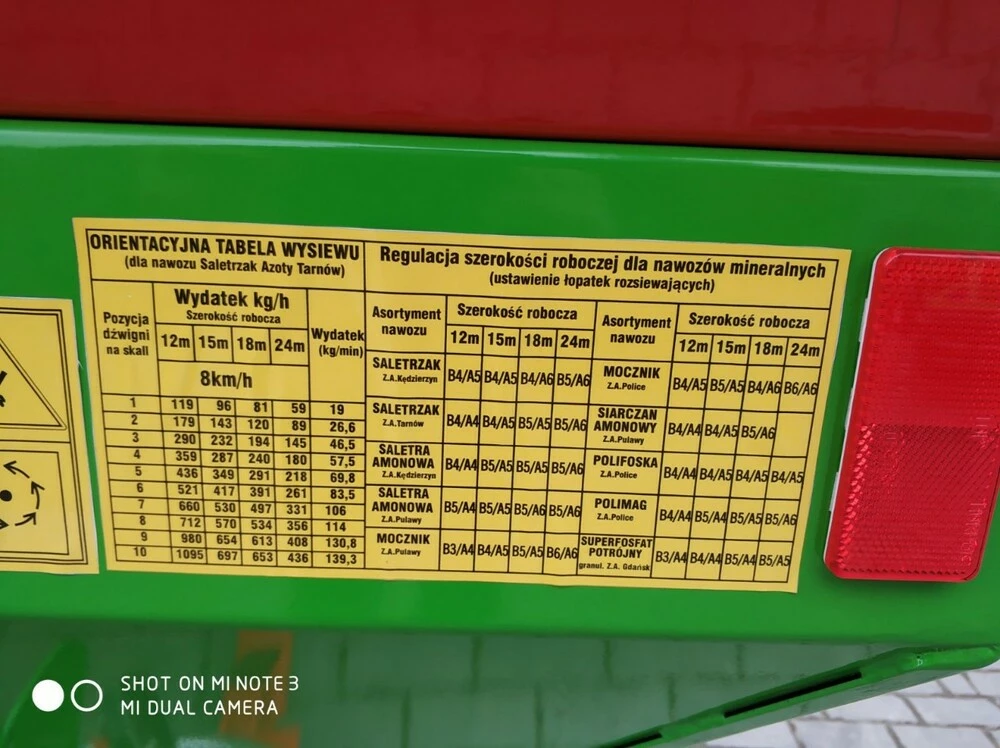 ORIENTACYJNA TABELA WYSIEWU
(dla nawozu Saletrzak Azoty Tarnów)
Pozycja dźwigni na skall
Wydatek kg/h
Szerokość robocza
12m 15m 18m 24m
8km/h
Wydatek (kg/min)
1 119 96 81 59 19
2 179 143 120 89 26,6
3 290 232 194 145 46,5
4 359 287 240 180 57,5
5 436 349 291 218 69,8
6 521 417 391 261 83,5
7 660 530 497 331 106
8 712 570 534 356 114
9 980 654 613 408 130,8
10 1095 697 653 436 139,3
Regulacja szerokości roboczej dla nawozów mineralnych
(ustawienie łopatek rozsiewających)
Asortyment nawozu
Szerokość robocza
12m 15m 18m 24m
SALETRZAK Z.A.Kędzierzyn B4/A5 B4/A5 B4/A6 B5/A6
SALETRZAK Z.A.Tarnów B4/A4 B4/A5 B5/A5 B5/A6
SALETRA AMONOWA Z.A.Kędzierzyn B4/A4 B5/A5 B5/A5 B5/A6
SALETRA AMONOWA Z.A.Pulawy B5/A4 B5/A5 B5/A6 B5/A6
MOCZNIK Z.A.Pulawy B3/A4 B4/A5 B5/A5 B6/A6
Asortyment nawozu
Szerokość robocza
12m 15m 18m 24m
MOCZNIK Z.A.Police B4/A5 B5/A5 B4/A6 B6/A6
SIARCZAN AMONOWY Z.A.Pulawy B4/A4 B4/A5 B5/A6
POLIFOSKA Z.A.Police B4/A4 B4/A5 B4/A5 B4/A5
POLIMAG Z.A.Police B4/A4 B4/A5 B5/A5 B5/A6
SUPERFOSFAT POTRÓJNY granul. Z.A. Gdańsk B3/A4 B4/A4 B5/A4 B5/A5
SHOT ON MI NOTE 3
MI DUAL CAMERA